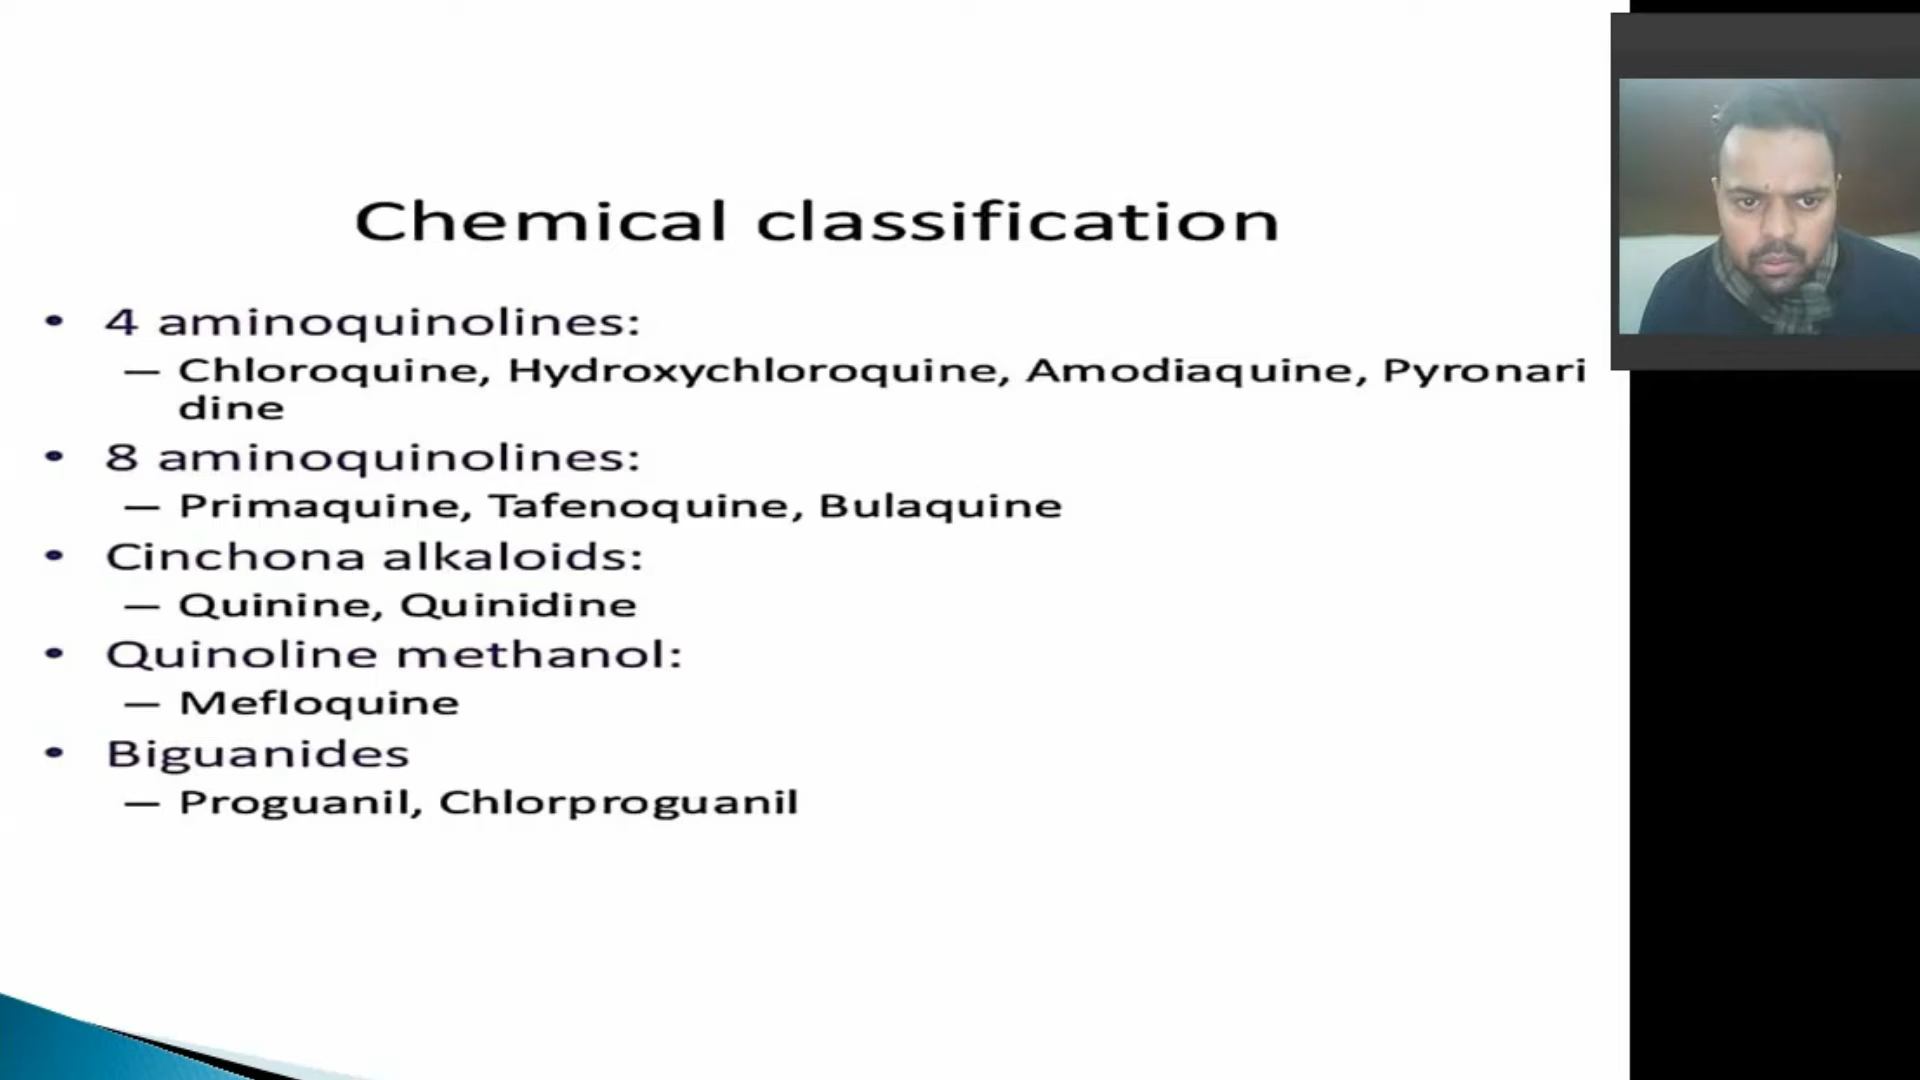 Chemical classification
• 4 aminoquinolines:
– Chloroquine, Hydroxychloroquine, Amodiaquine, Pyronari
dine
• 8 aminoquinolines:
– Primaquine, Tafenoquine, Bulaquine
• Cinchona alkaloids:
– Quinine, Quinidine
• Quinoline methanol:
– Mefloquine
• Biguanides
– Proguanil, Chlorproguanil